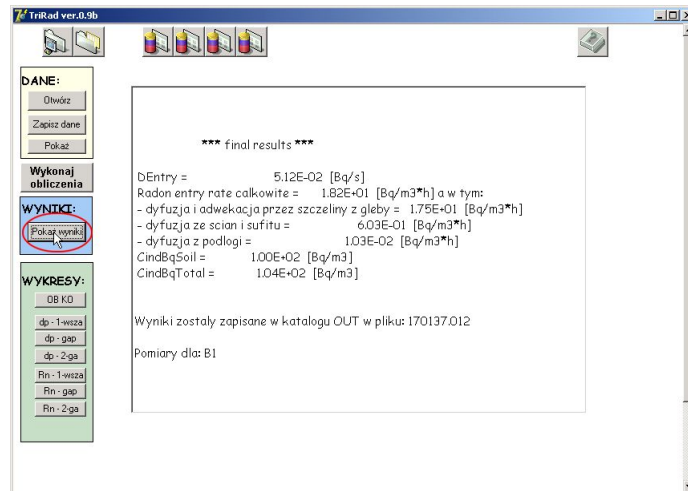 TriRad ver.0.9b
DANE:
Otwórz
Zapisz dane
Pokaż
Wykonaj
obliczenia
WYNIKI:
Pokaż wyniki
WYKRESY:
OB KO
dp - 1-wsza
dp - gap
dp - 2-ga
Rn - 1-wsza
Rn - gap
Rn - 2-ga
*** final results ***
DEntry = 5.12E-02 [Bq/s]
Radon entry rate calkowite = 1.82E+01 [Bq/m3*h] a w tym:
- dyfuzja i adwekacja przez szczeliny z gleby = 1.75E+01 [Bq/m3*h]
- dyfuzja ze scian i sufitu = 6.03E-01 [Bq/m3*h]
- dyfuzja z podlogi = 1.03E-02 [Bq/m3*h]
CindBqSoil = 1.00E+02 [Bq/m3]
CindBqTotal = 1.04E+02 [Bq/m3]
Wyniki zostaly zapisane w katalogu OUT w pliku: 170137.012
Pomiary dla: B1